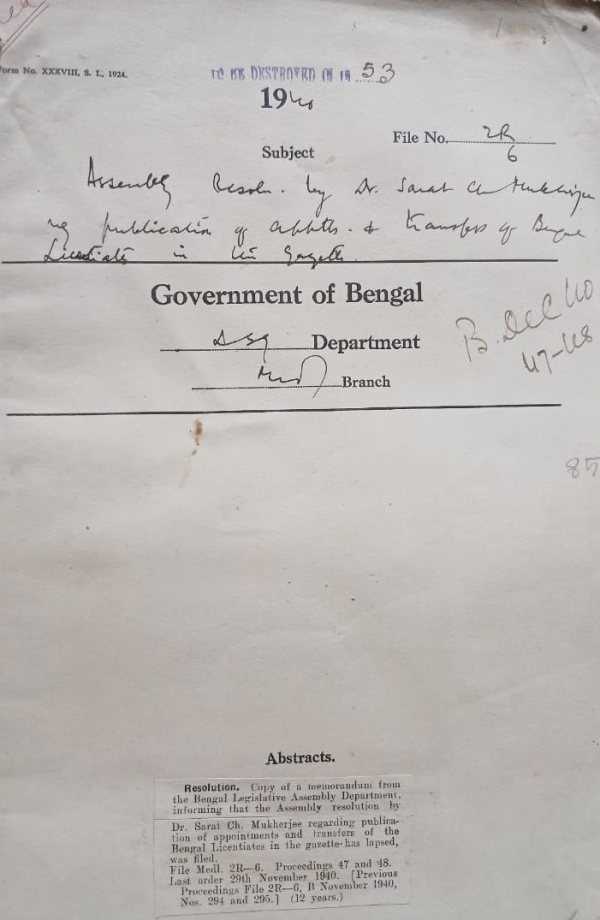 Form No. XXXVIII, S. I., 1924.
TO BE DESTROYED IN 19 53
1940
File No. 2R
6
Subject
Assembly Resoln. by Dr. Sarat Ch Mukherjee
re publication of apptts. & transfers of Bengal
Licentiates in the Gazette.
Government of Bengal
Department
Branch
B. Dec 40
47-48
85
Abstracts.
Resolution. Copy of a memorandum from
the Bengal Legislative Assembly Department,
informing that the Assembly resolution by
Dr. Sarat Ch. Mukherjee regarding publica-
tion of appointments and transfers of the
Bengal Licentiates in the gazette has lapsed,
was filed.
File Medl. 2R—6. Proceedings 47 and 48.
Last order 29th November 1940. [Previous
Proceedings File 2R—6, B November 1940,
Nos. 294 and 295.] (12 years.)